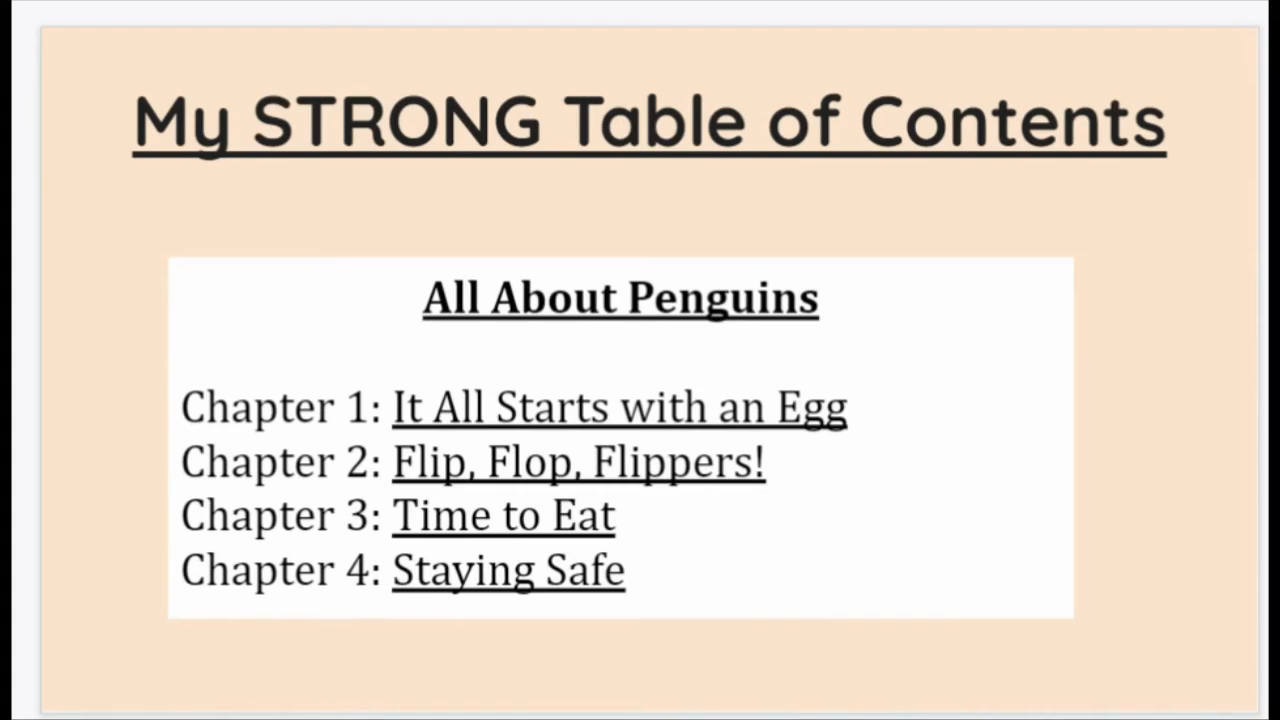 My STRONG Table of Contents
All About Penguins
Chapter 1: It All Starts with an Egg
Chapter 2: Flip, Flop, Flippers!
Chapter 3: Time to Eat
Chapter 4: Staying Safe